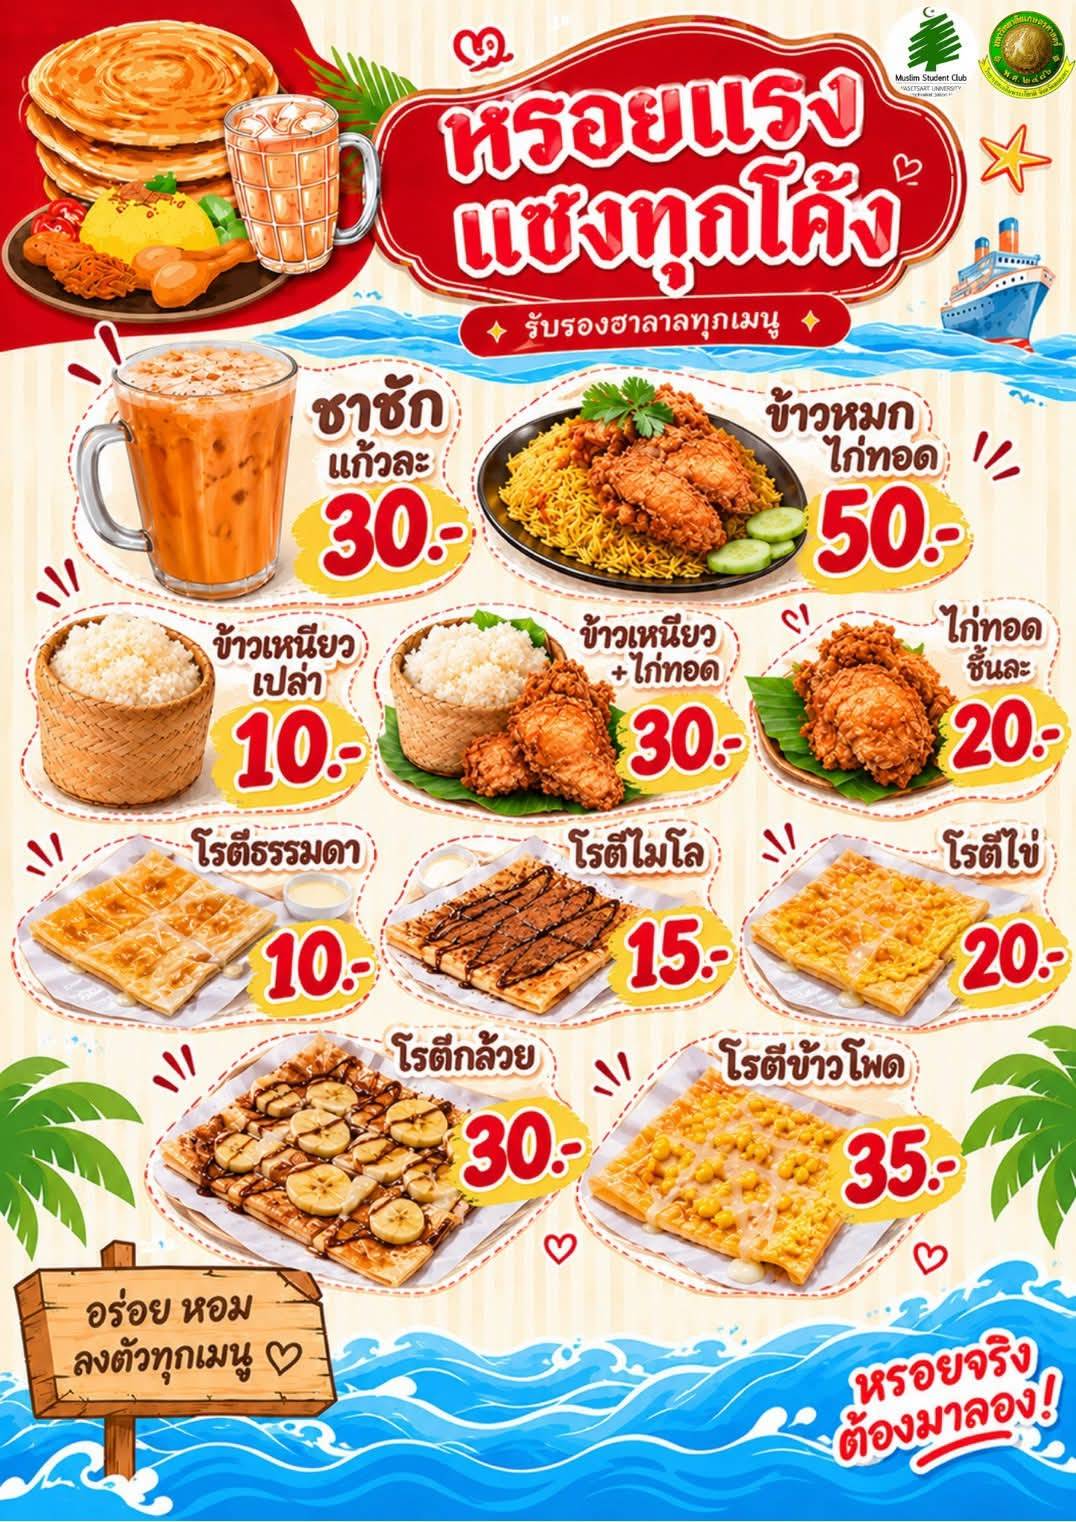 Muslim Student Club
KASETSART UNIVERSITY
หรอยแรง
แซงทุกโค้ง
รับรองฮาลาลทุกเมนู
ชาชัก
แก้วละ
30.-
ข้าวหมก
ไก่ทอด
50.-
ข้าวเหนียว
เปล่า
10.-
ข้าวเหนียว
+ไก่ทอด
30.-
ไก่ทอด
ชิ้นละ
20.-
โรตีธรรมดา
10.-
โรตีไมโล
15.-
โรตีไข่
20.-
โรตีกล้วย
30.-
โรตีข้าวโพด
35.-
อร่อย หอม
ลงตัวทุกเมนู
หรอยจริง
ต้องมาลอง!